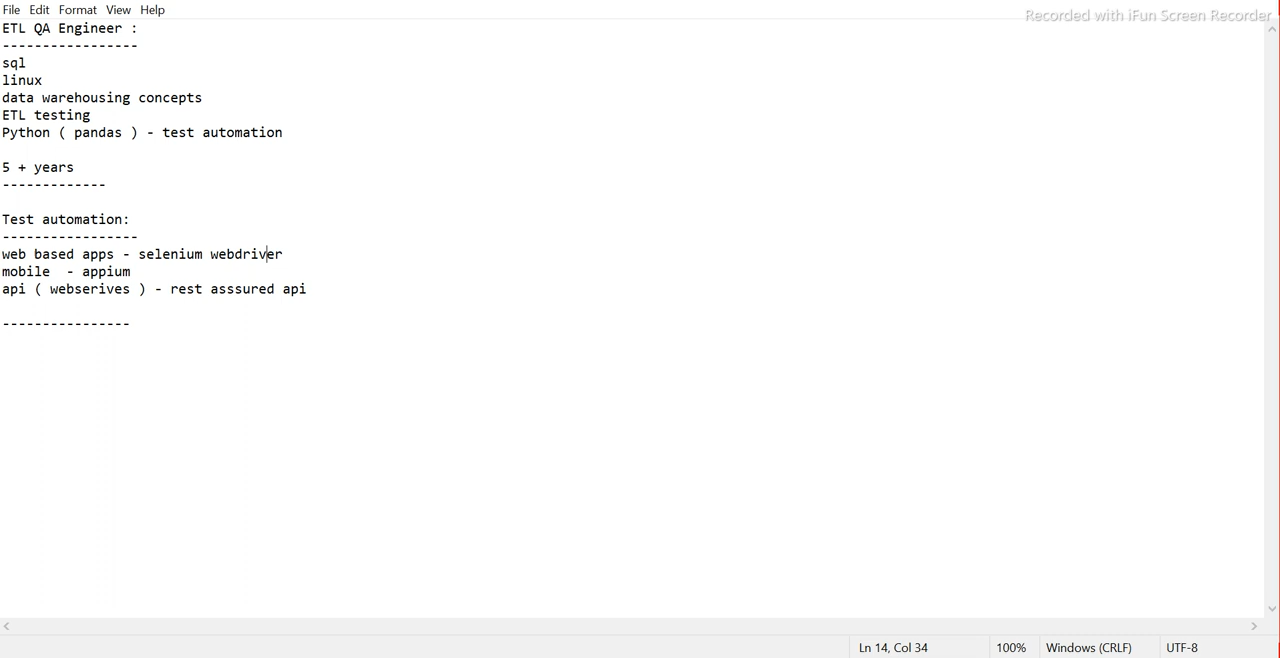 File Edit Format View Help
Recorded with iFun Screen Recorder
ETL QA Engineer :
-----------------
sql
linux
data warehousing concepts
ETL testing
Python ( pandas ) - test automation
5 + years
-------------
Test automation:
-----------------
web based apps - selenium webdriver
mobile  - appium
api ( webserives ) - rest asssured api
----------------
Ln 14, Col 34 100% Windows (CRLF) UTF-8